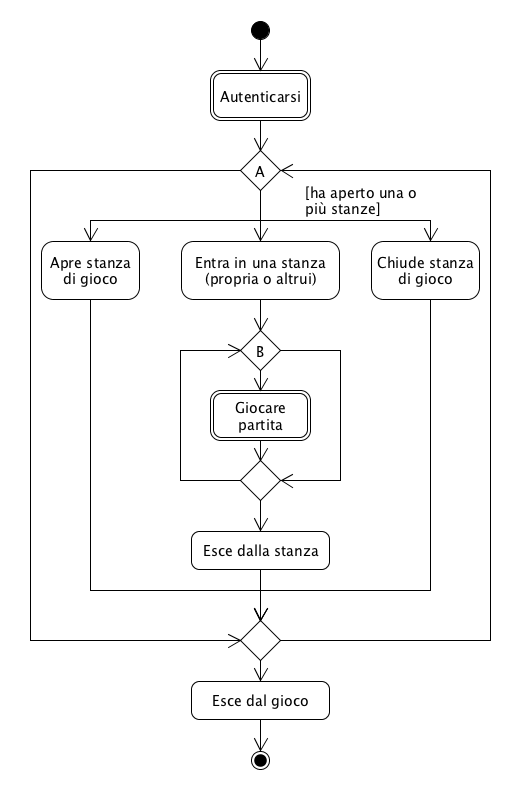 Autenticarsi
A
[ha aperto una o
più stanze]
Apre stanza
di gioco
Entra in una stanza
(propria o altrui)
Chiude stanza
di gioco
B
Giocare
partita
Esce dalla stanza
Esce dal gioco